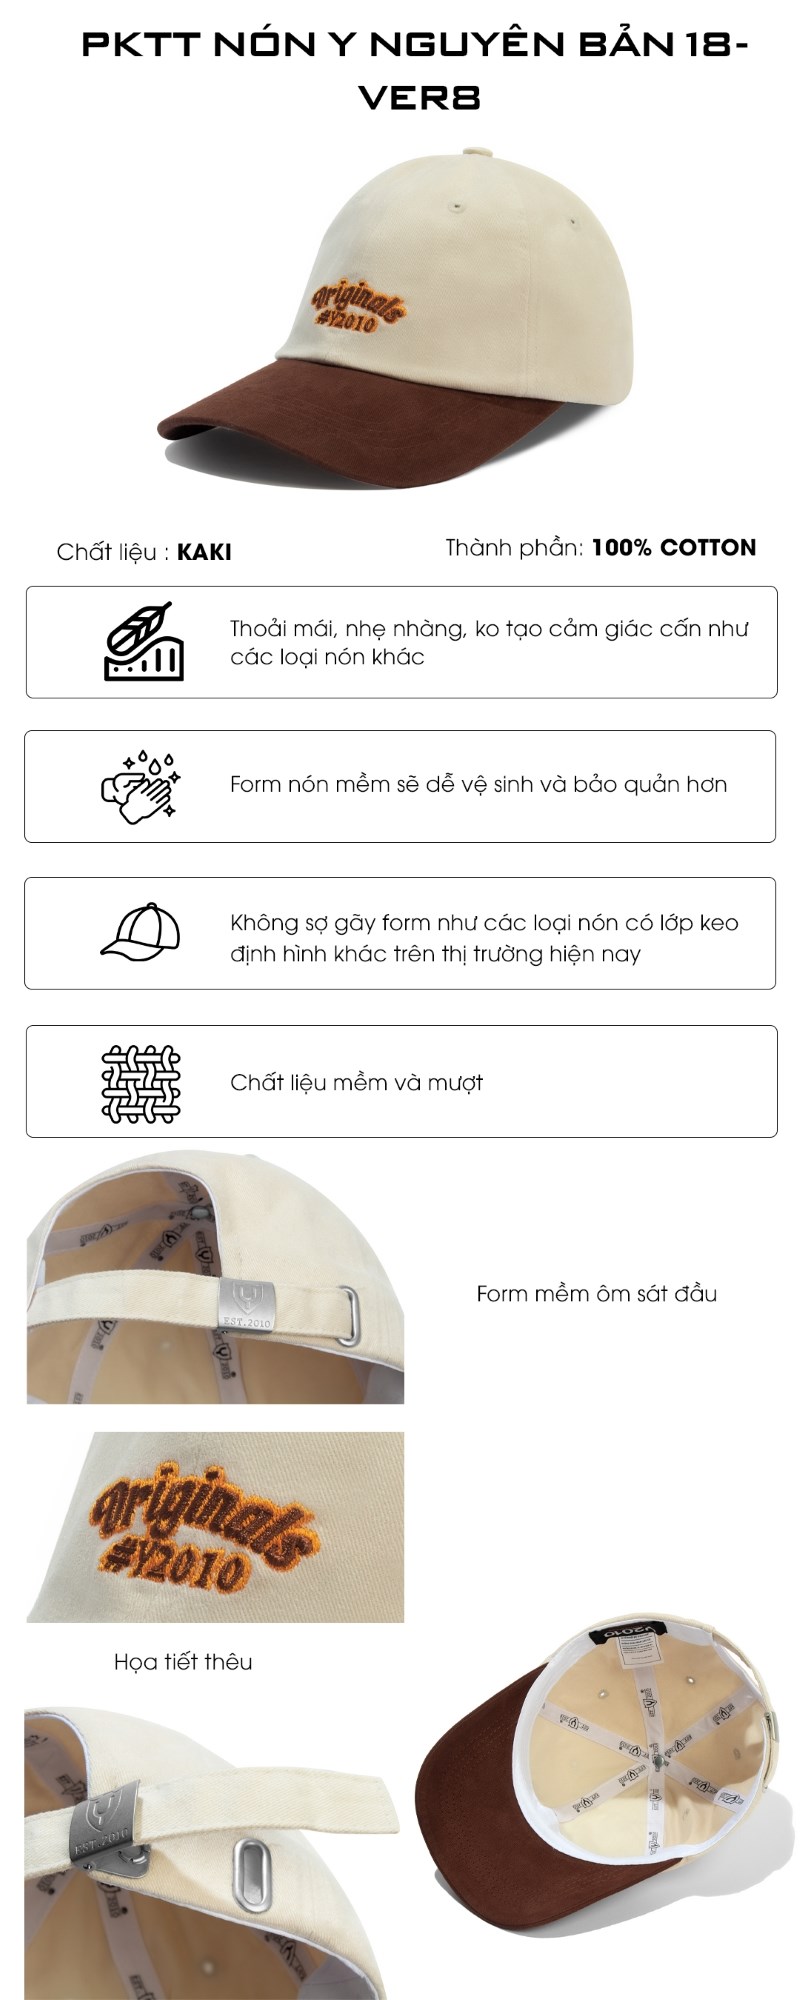 PKTT NÓN Y NGUYÊN BẢN 18-
VER8
Originals
#Y2010
Chất liệu : KAKI
Thành phần: 100% COTTON
Thoải mái, nhẹ nhàng, ko tạo cảm giác cấn như
các loại nón khác
Form nón mềm sẽ dễ vệ sinh và bảo quản hơn
Không sợ gãy form như các loại nón có lớp keo
định hình khác trên thị trường hiện nay
Chất liệu mềm và mượt
EST.2010
Form mềm ôm sát đầu
Originals
#Y2010
Họa tiết thêu
Y2010
EST.2010